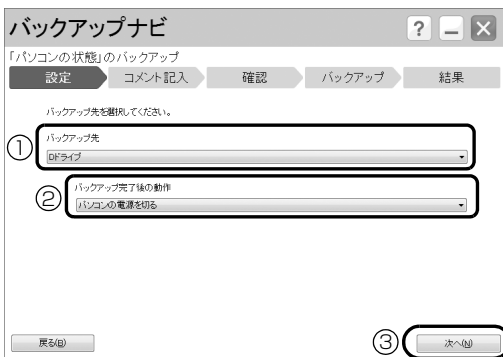 バックアップナビ
?
「パソコンの状態」のバックアップ
設定 コメント記入 確認 バックアップ 結果
バックアップ先を選択してください。
①
バックアップ先
Dドライブ
②
バックアップ完了後の動作
パソコンの電源を切る
戻る(B)
③
次へ(N)